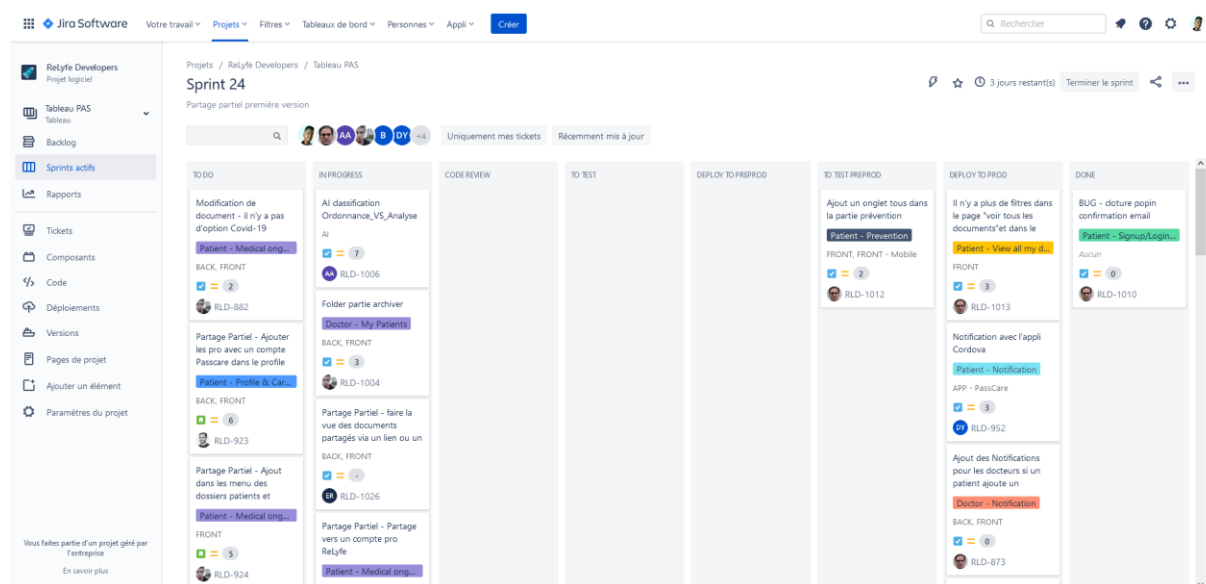 Jira Software
Votre travail
Projets
Filtres
Tableaux de bord
Personnes
Appli
Créer
Rechercher
ReLyfe Developers
Projet logiciel
Tableau PAS
Tableau
Backlog
Sprints actifs
Rapports
Tickets
Composants
Code
Déploiements
Versions
Pages de projet
Ajouter un élément
Paramètres du projet
Vous faites partie d'un projet géré par
l'entreprise
En savoir plus
Projets / ReLyfe Developers / Tableau PAS
Sprint 24
Partage partiel première version
3 jours restant(s)
Terminer le sprint
AA
B
DY
+4
Uniquement mes tickets
Récemment mis à jour
TO DO
Modification de
document - il n'y a pas
d'option Covid-19
Patient - Medical ong...
BACK, FRONT
2
RLD-882
Partage Partiel - Ajouter
les pro avec un compte
Passcare dans le profile
Patient - Profile & Car...
BACK, FRONT
6
RLD-923
Partage Partiel - Ajout
dans les menu des
dossiers patients et
Patient - Medical ong...
FRONT
5
RLD-924
IN PROGRESS
AI classification
Ordonnance_VS_Analyse
AI
7
AA
RLD-1006
Folder partie archiver
Doctor - My Patients
BACK, FRONT
3
RLD-1004
Partage Partiel - faire la
vue des documents
partagés via un lien ou un
BACK, FRONT
-
ER
RLD-1026
Partage Partiel - Partage
vers un compte pro
ReLyfe
Patient - Medical ong...
CODE REVIEW
TO TEST
DEPLOY TO PREPROD
TO TEST PREPROD
Ajout un onglet tous dans
la partie prévention
Patient - Prevention
FRONT, FRONT - Mobile
2
RLD-1012
DEPLOY TO PROD
Il n'y a plus de filtres dans
le page "voir tous les
documents"et dans le
Patient - View all my d...
FRONT
3
RLD-1013
Notification avec l'appli
Cordova
Patient - Notification
APP - PassCare
3
DY
RLD-952
Ajout des Notifications
pour les docteurs si un
patient ajoute un
Doctor - Notification
BACK, FRONT
0
RLD-873
DONE
BUG - cloture popin
confirmation email
Patient - Signup/Login...
Aucun
0
RLD-1010